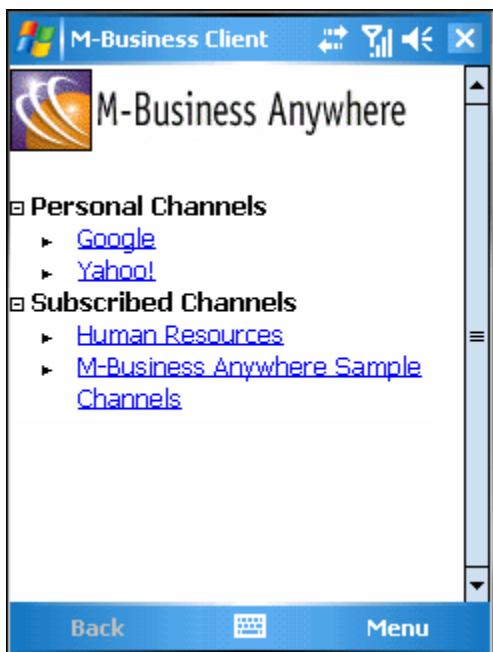 M-Business Client
M-Business Anywhere
Personal Channels
Google
Yahoo!
Subscribed Channels
Human Resources
M-Business Anywhere Sample
Channels
Back
Menu